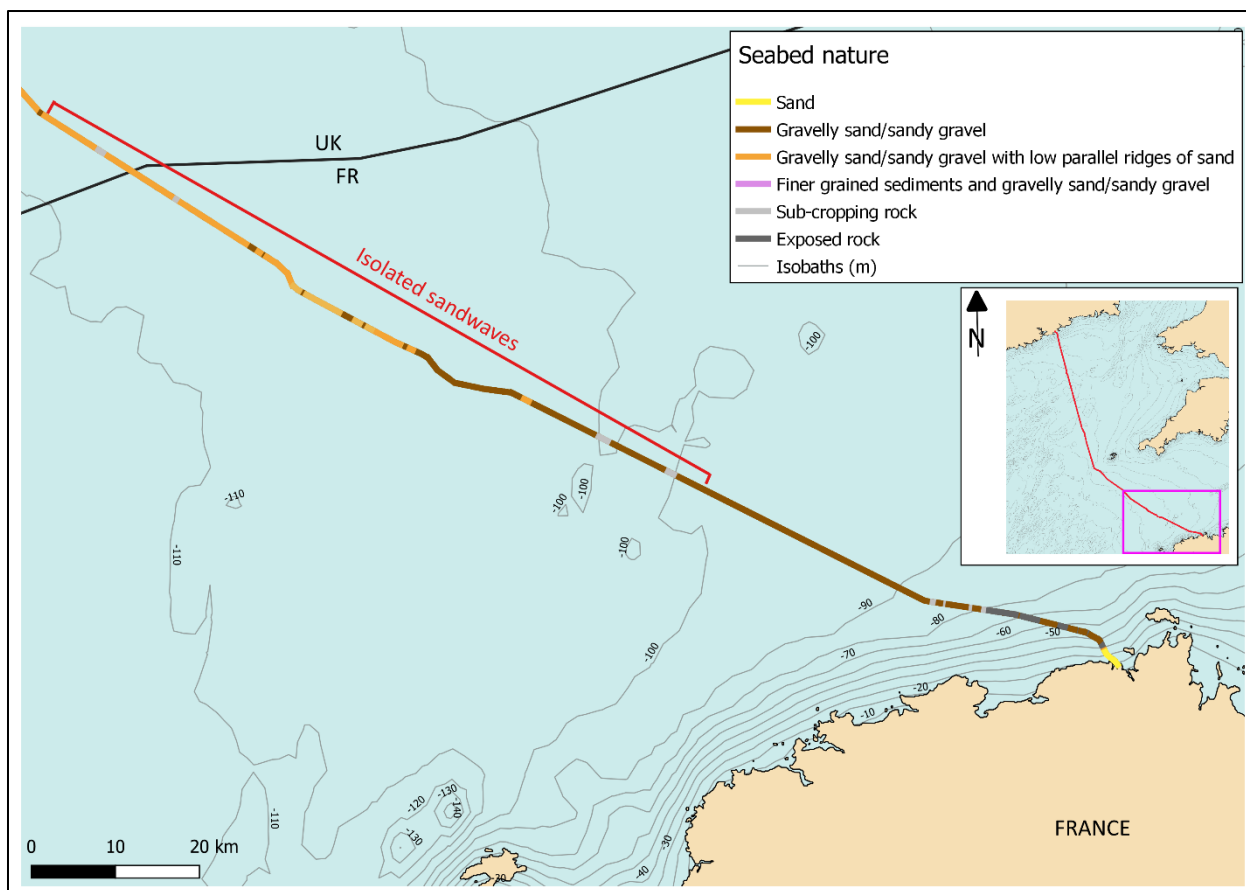 Seabed nature
Sand
Gravelly sand/sandy gravel
Gravelly sand/sandy gravel with low parallel ridges of sand
Finer grained sediments and gravelly sand/sandy gravel
Sub-cropping rock
Exposed rock
Isobaths (m)
UK
FR
Isolated sandwaves
N
-100
-110
-100
-100
-110
-100
-90
-80
-60
-50
-100
-70
-20
-10
-120
-130
-140
-110
-130
-30
-40
-30
FRANCE
0 10 20 km